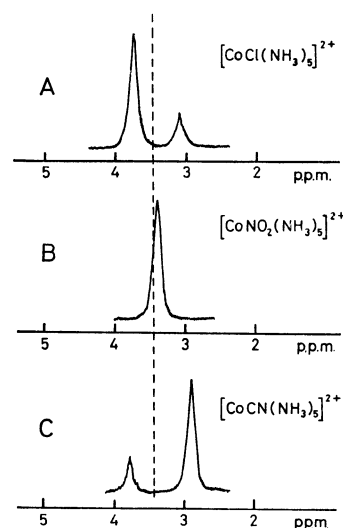 A
[CoCl(NH₃)₅]²⁺
5 4 3 2 p.p.m.
B
[CoNO₂(NH₃)₅]²⁺
5 4 3 2 p.p.m.
C
[CoCN(NH₃)₅]²⁺
5 4 3 2 ppm.